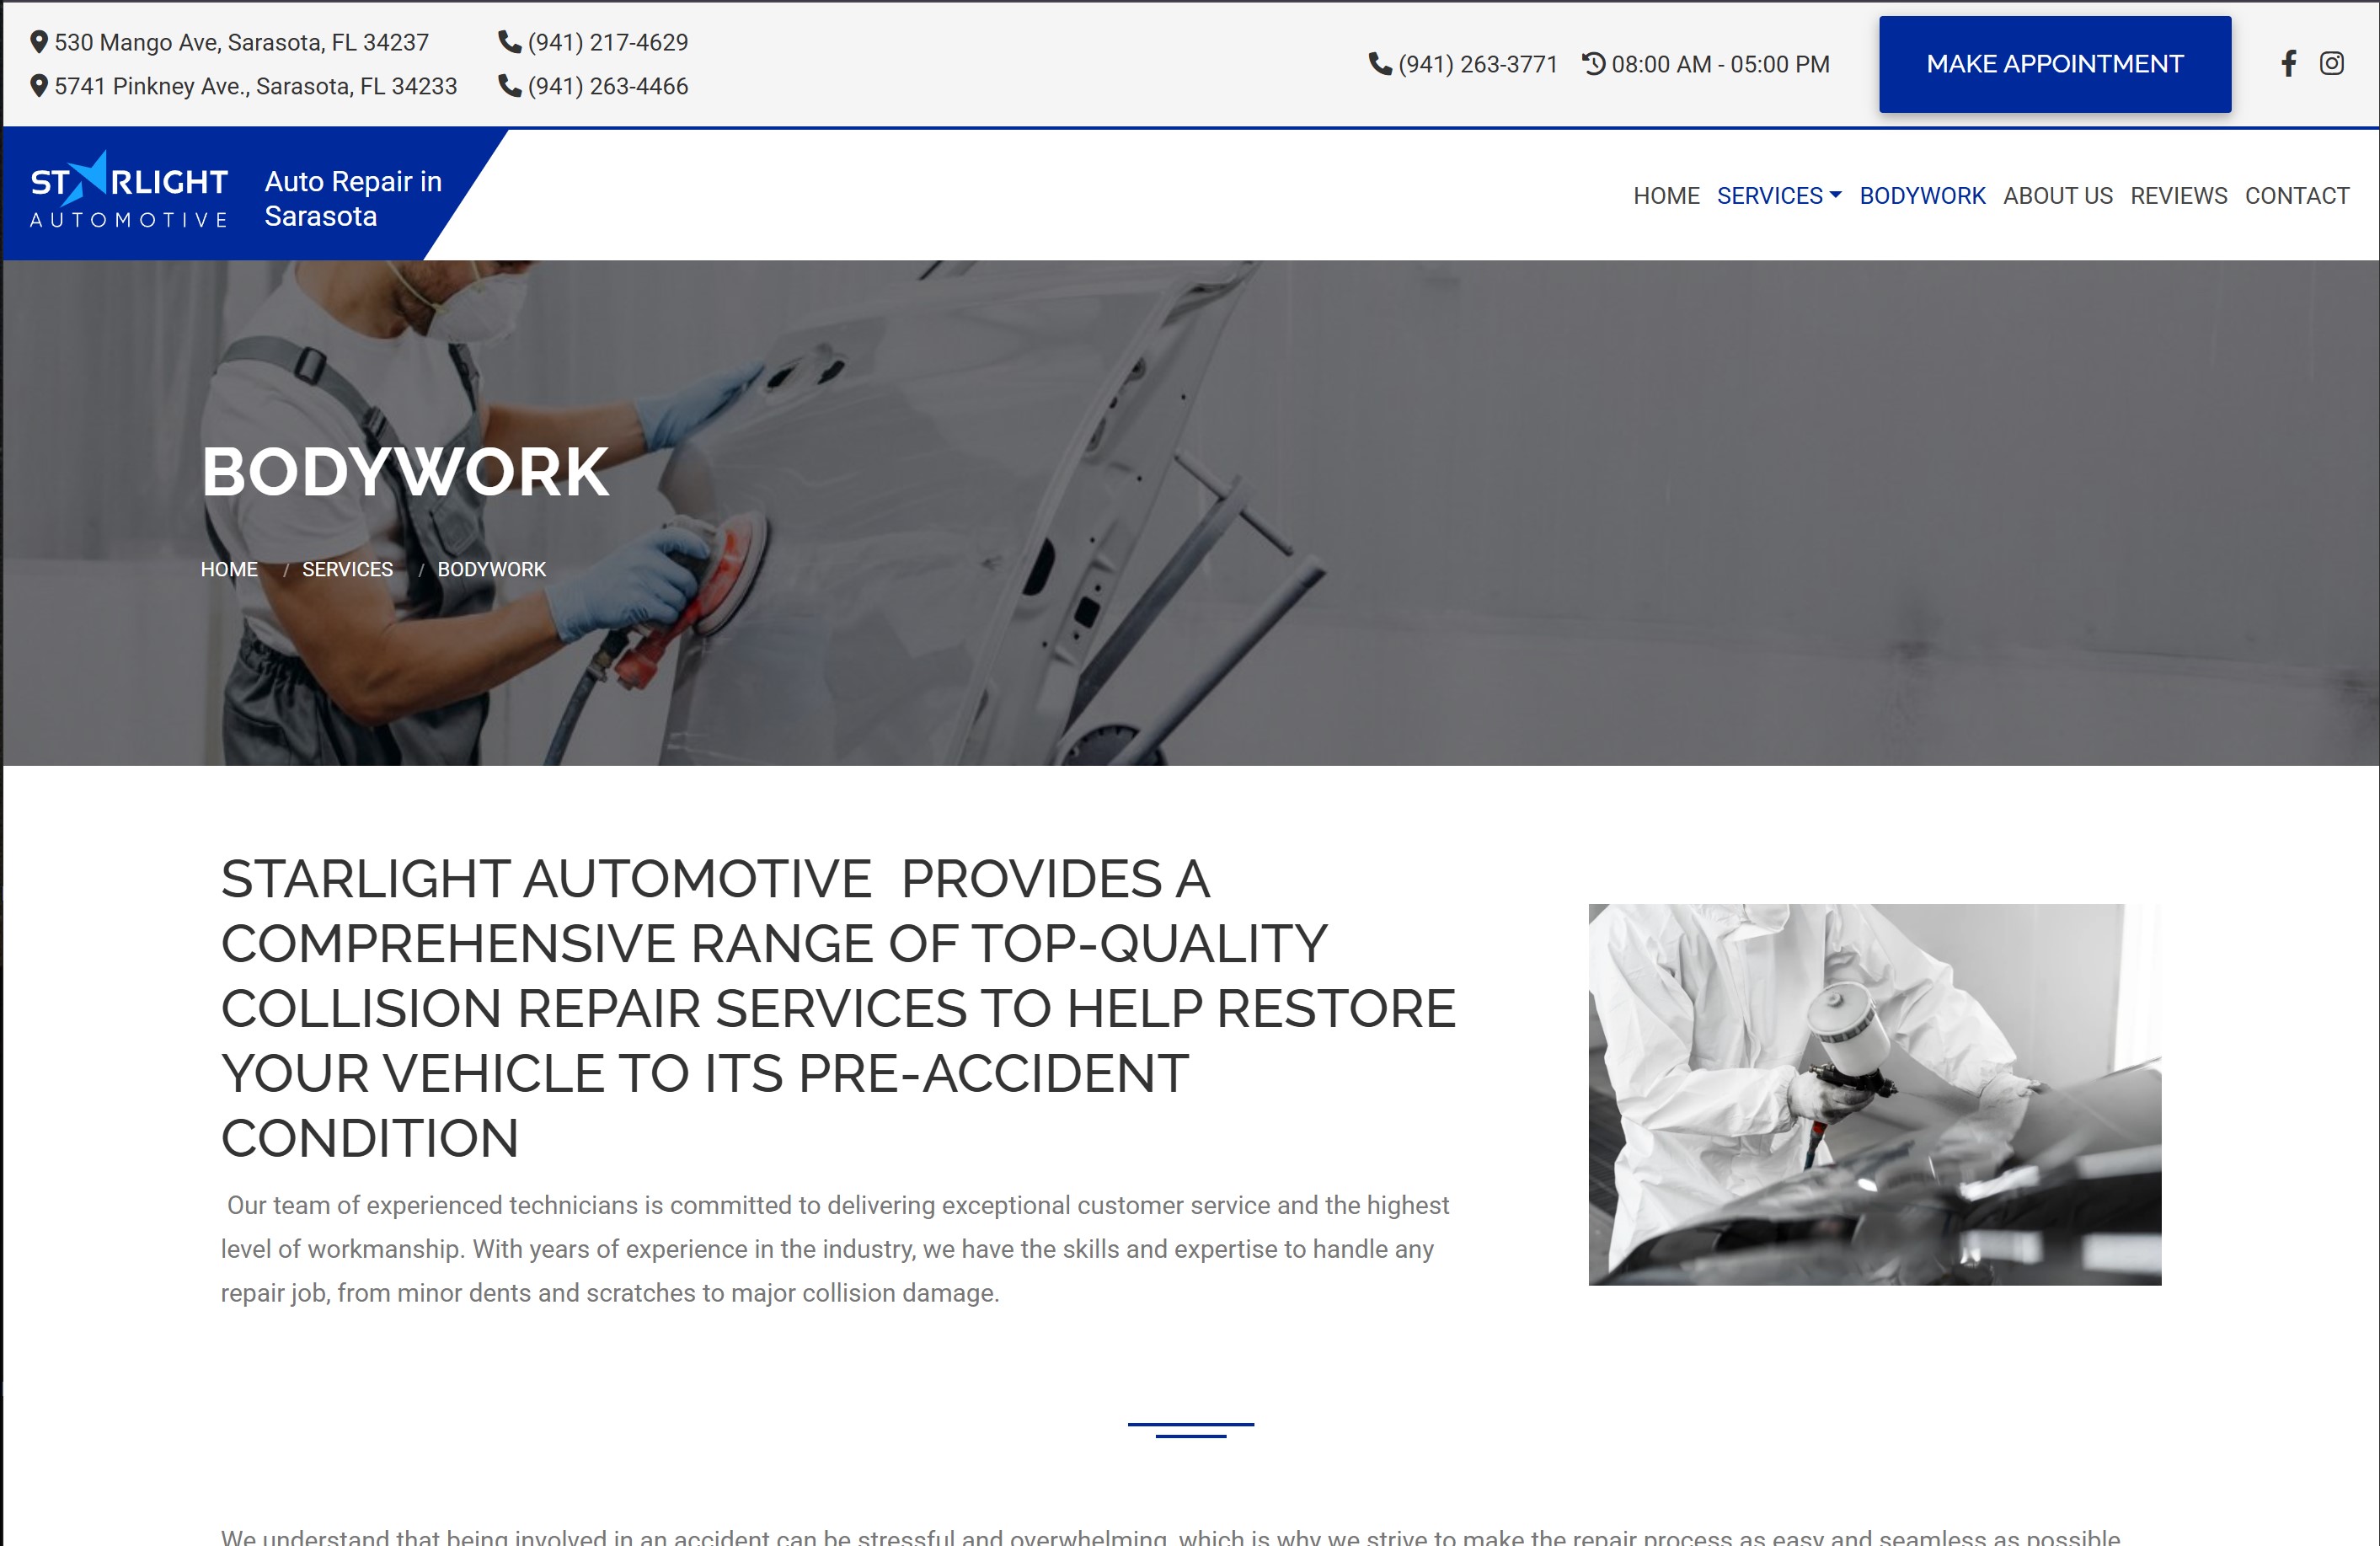 530 Mango Ave, Sarasota, FL 34237
(941) 217-4629
5741 Pinkney Ave., Sarasota, FL 34233
(941) 263-4466
(941) 263-3771
08:00 AM - 05:00 PM
MAKE APPOINTMENT
STARLIGHT
AUTOMOTIVE
Auto Repair in
Sarasota
HOME SERVICES BODYWORK ABOUT US REVIEWS CONTACT
BODYWORK
HOME / SERVICES / BODYWORK
STARLIGHT AUTOMOTIVE  PROVIDES A
COMPREHENSIVE RANGE OF TOP-QUALITY
COLLISION REPAIR SERVICES TO HELP RESTORE
YOUR VEHICLE TO ITS PRE-ACCIDENT
CONDITION
Our team of experienced technicians is committed to delivering exceptional customer service and the highest
level of workmanship. With years of experience in the industry, we have the skills and expertise to handle any
repair job, from minor dents and scratches to major collision damage.
We understand that being involved in an accident can be stressful and overwhelming, which is why we strive to make the repair process as easy and seamless as possible